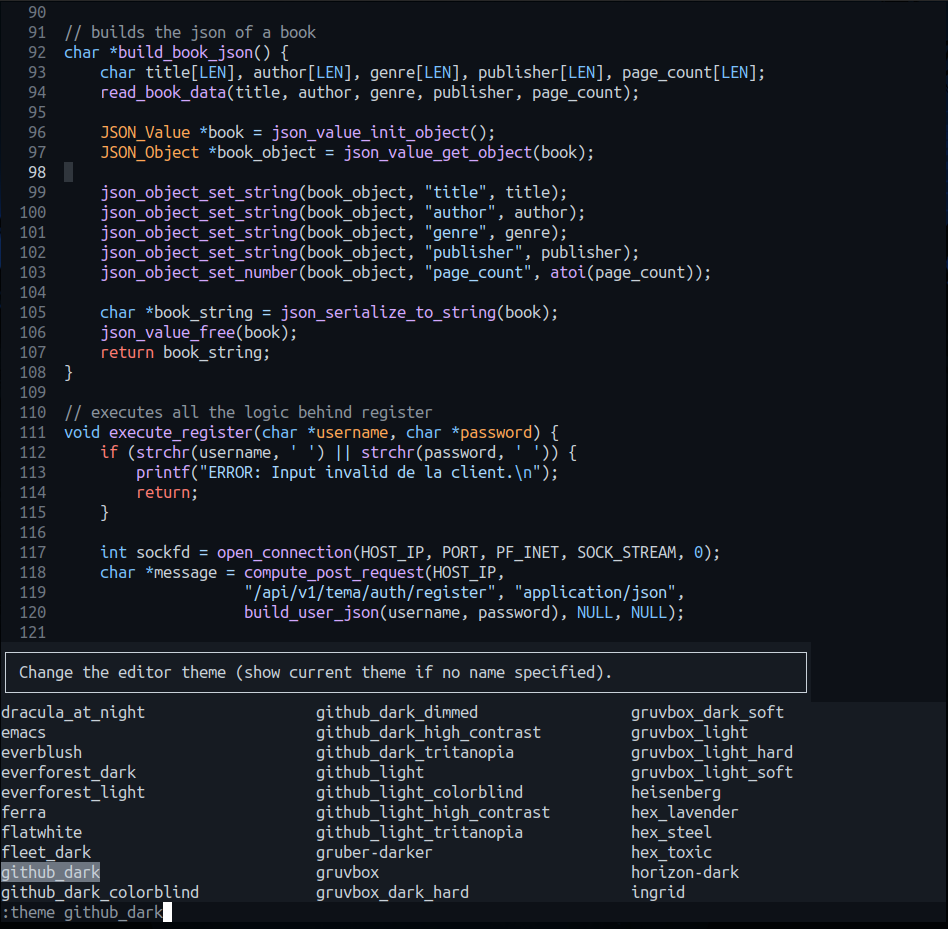 90
91 // builds the json of a book
92 char *build_book_json() {
93     char title[LEN], author[LEN], genre[LEN], publisher[LEN], page_count[LEN];
94     read_book_data(title, author, genre, publisher, page_count);
95
96     JSON_Value *book = json_value_init_object();
97     JSON_Object *book_object = json_value_get_object(book);
98
99     json_object_set_string(book_object, "title", title);
100     json_object_set_string(book_object, "author", author);
101     json_object_set_string(book_object, "genre", genre);
102     json_object_set_string(book_object, "publisher", publisher);
103     json_object_set_number(book_object, "page_count", atoi(page_count));
104
105     char *book_string = json_serialize_to_string(book);
106     json_value_free(book);
107     return book_string;
108 }
109
110 // executes all the logic behind register
111 void execute_register(char *username, char *password) {
112     if (strchr(username, ' ') || strchr(password, ' ')) {
113         printf("ERROR: Input invalid de la client.\n");
114         return;
115     }
116
117     int sockfd = open_connection(HOST_IP, PORT, PF_INET, SOCK_STREAM, 0);
118     char *message = compute_post_request(HOST_IP,
119                     "/api/v1/tema/auth/register", "application/json",
120                     build_user_json(username, password), NULL, NULL);
121
Change the editor theme (show current theme if no name specified).
dracula_at_night github_dark_dimmed gruvbox_dark_soft
emacs github_dark_high_contrast gruvbox_light
everblush github_dark_tritanopia gruvbox_light_hard
everforest_dark github_light gruvbox_light_soft
everforest_light github_light_colorblind heisenberg
ferra github_light_high_contrast hex_lavender
flatwhite github_light_tritanopia hex_steel
fleet_dark gruber-darker hex_toxic
github_dark gruvbox horizon-dark
github_dark_colorblind gruvbox_dark_hard ingrid
:theme github_dark